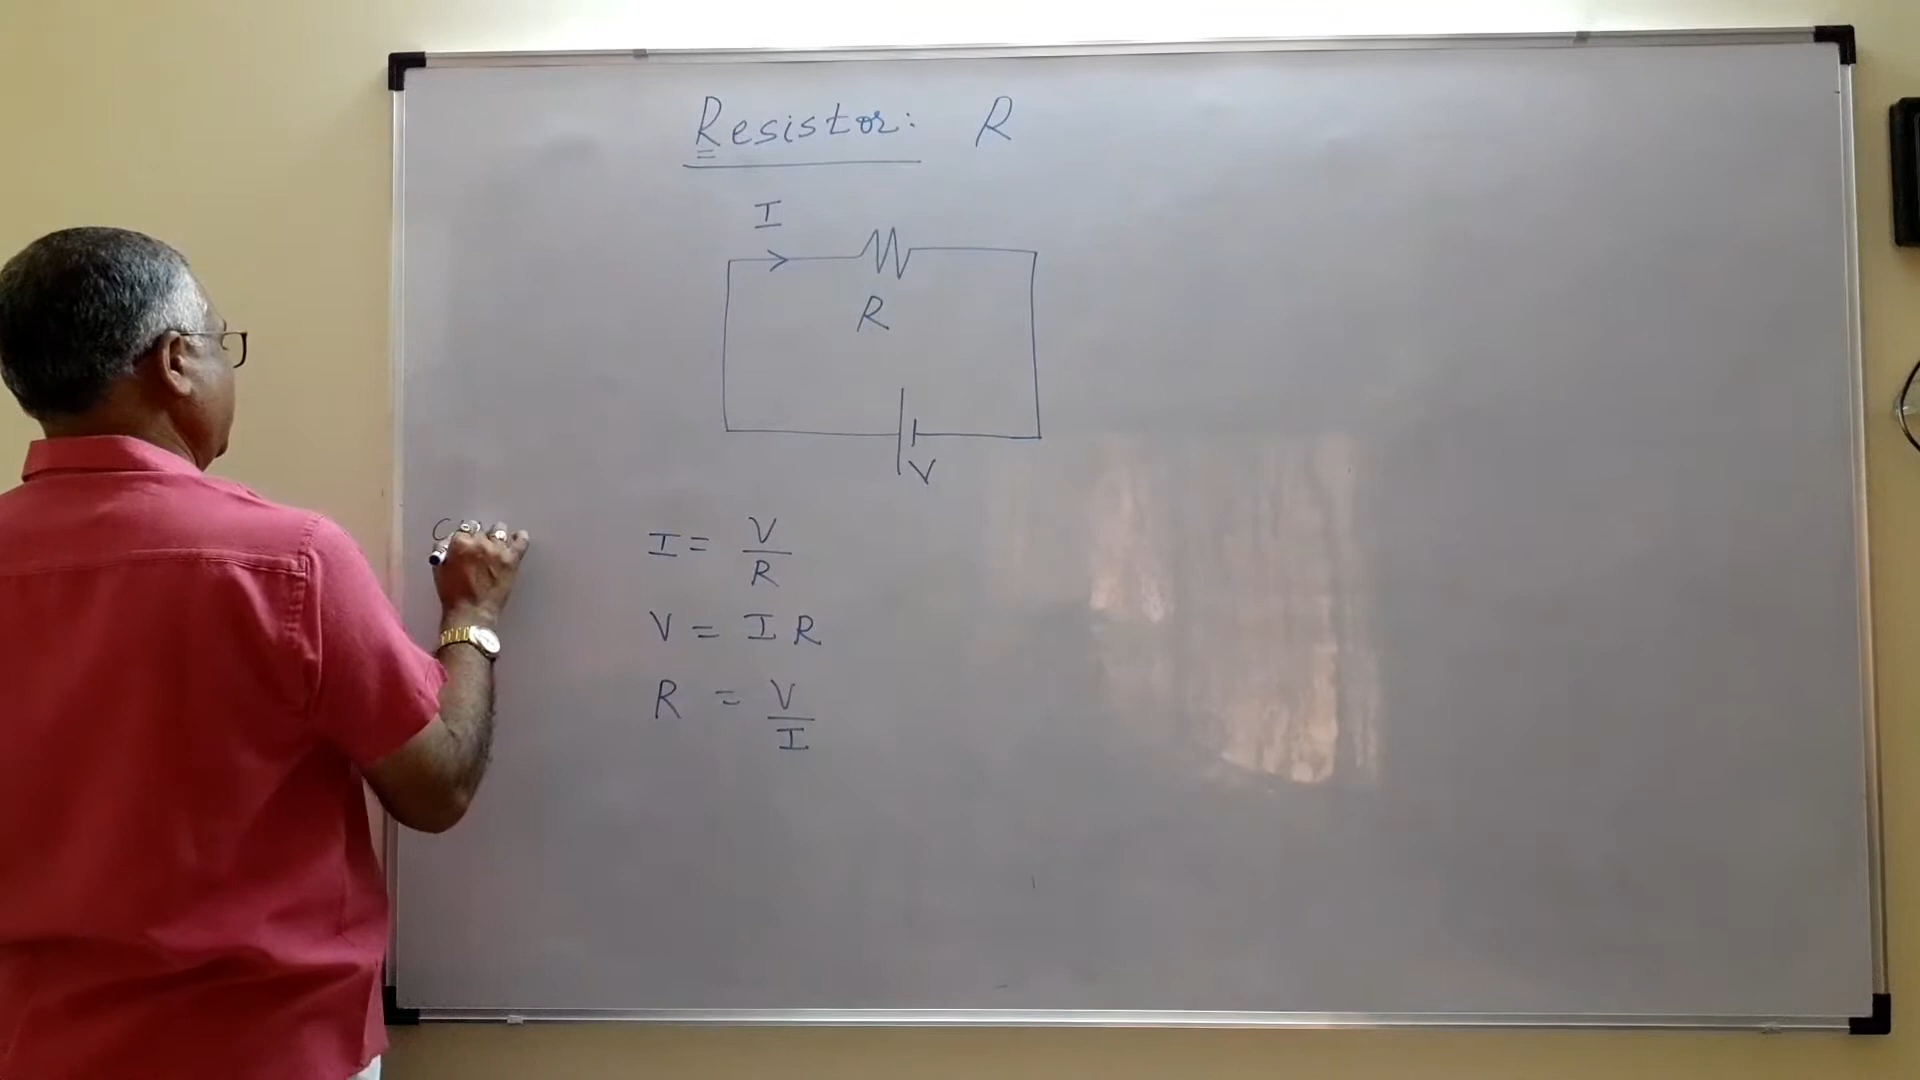 Resistor: R
I
R
V
I = V/R
V = I R
R = V/I